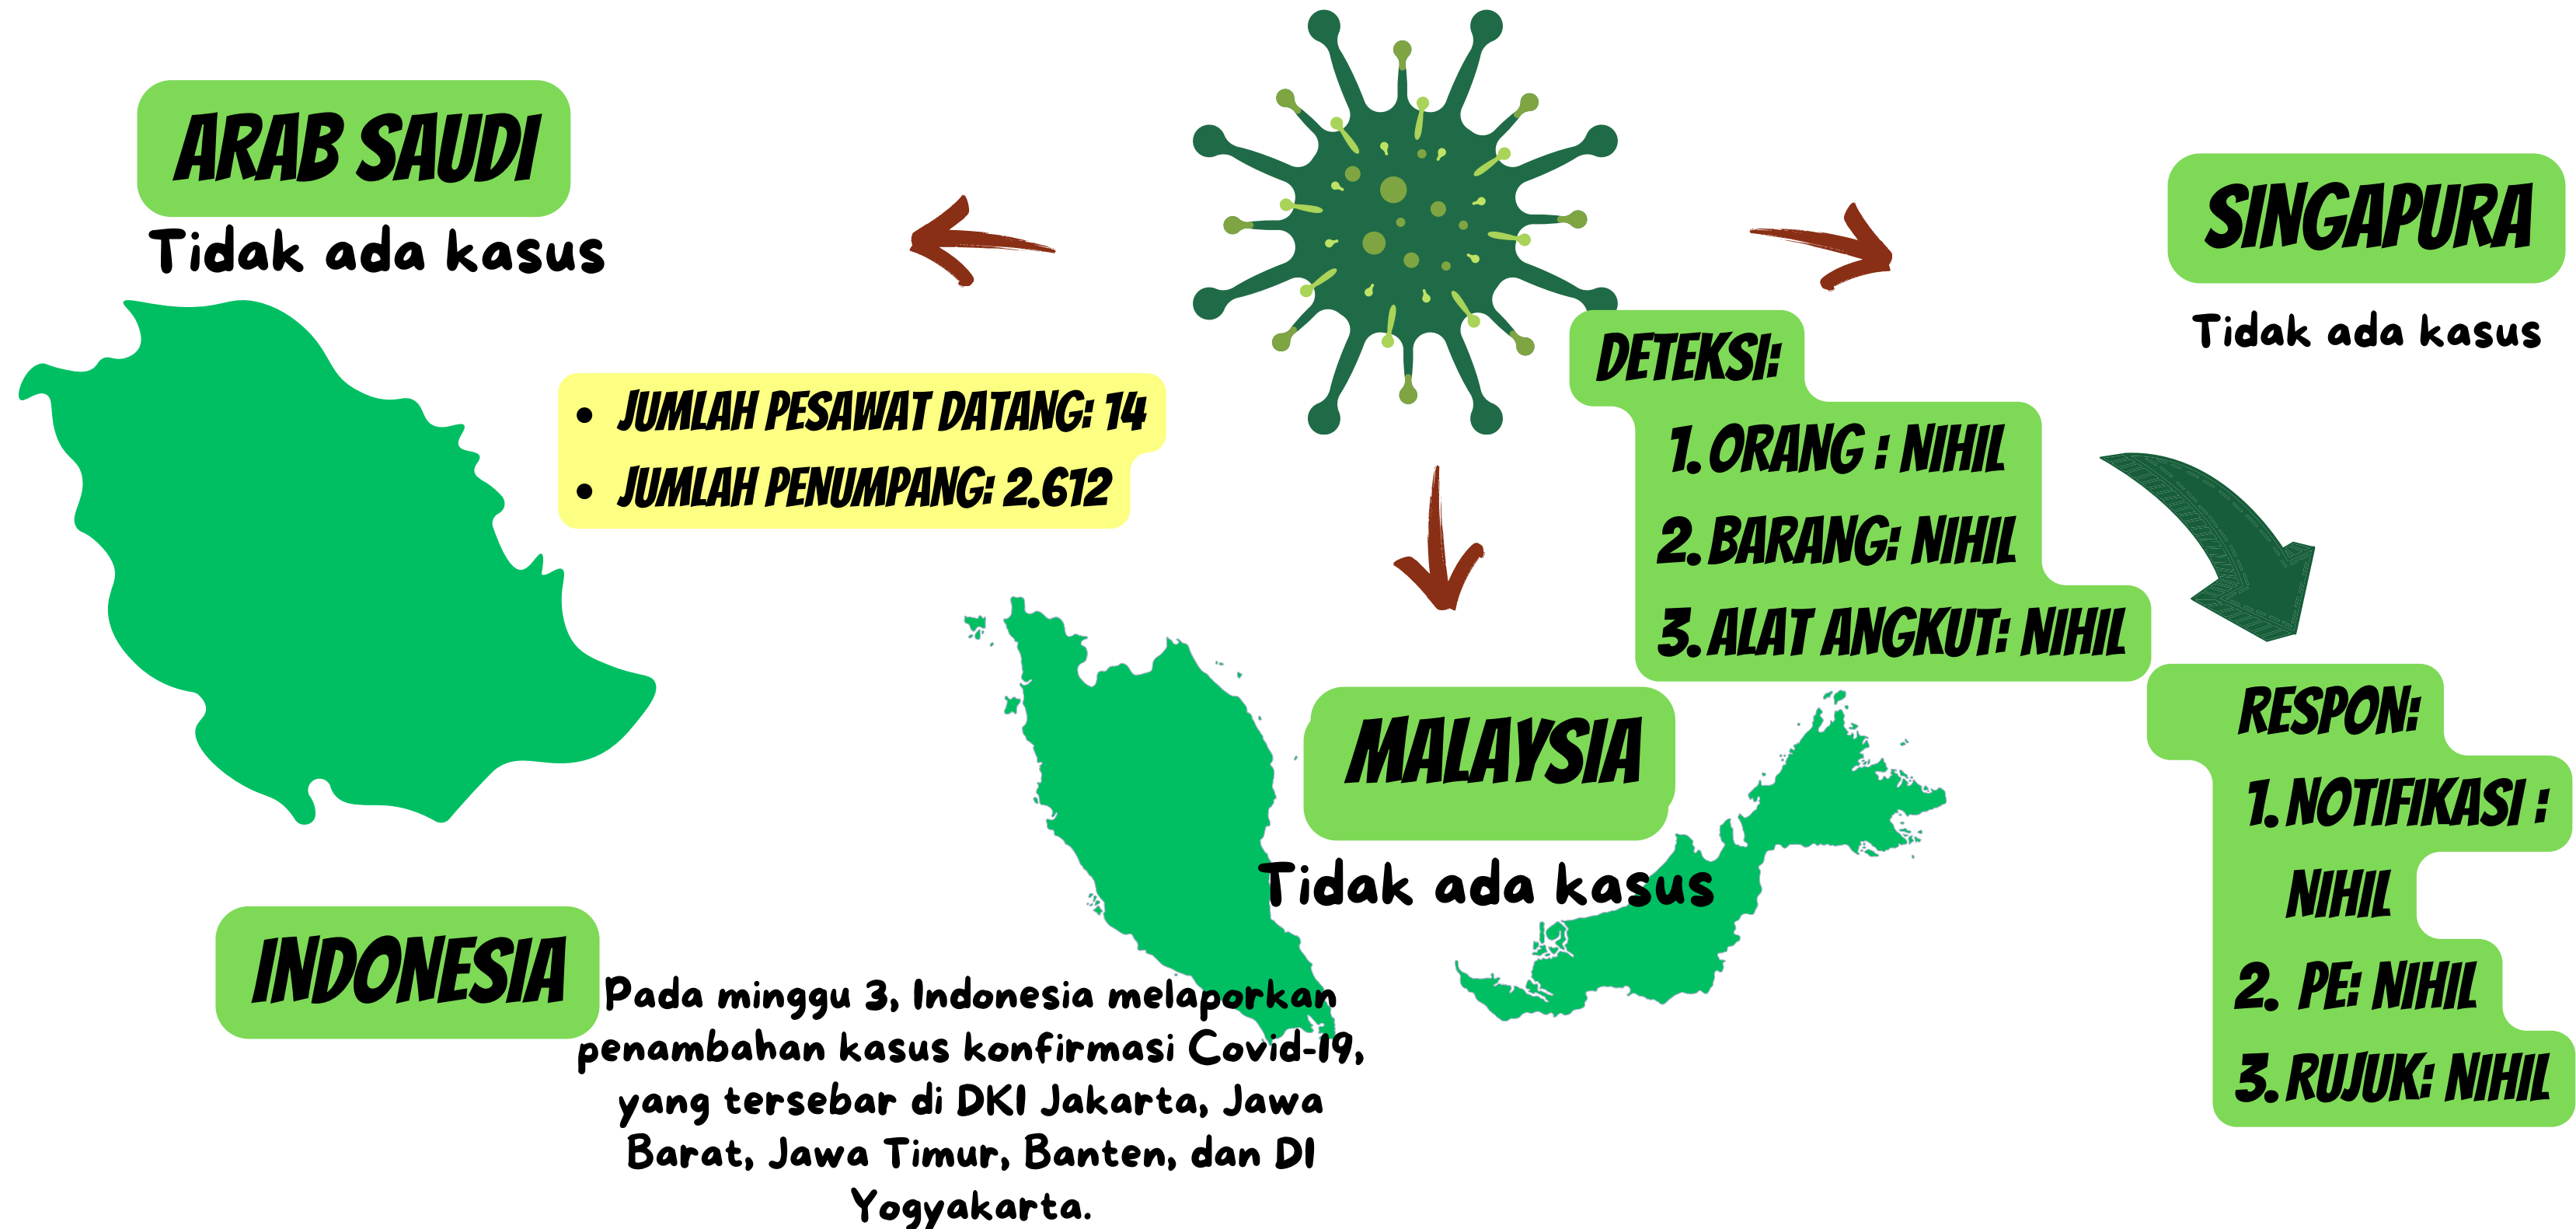 ARAB SAUDI
Tidak ada kasus
SINGAPURA
Tidak ada kasus
• JUMLAH PESAWAT DATANG: 14
• JUMLAH PENUMPANG: 2.612
DETEKSI:
1. ORANG : NIHIL
2. BARANG: NIHIL
3. ALAT ANGKUT: NIHIL
MALAYSIA
Tidak ada kasus
RESPON:
1. NOTIFIKASI :
NIHIL
2. PE: NIHIL
3. RUJUK: NIHIL
INDONESIA
Pada minggu 3, Indonesia melaporkan
penambahan kasus konfirmasi Covid-19,
yang tersebar di DKI Jakarta, Jawa
Barat, Jawa Timur, Banten, dan DI
Yogyakarta.